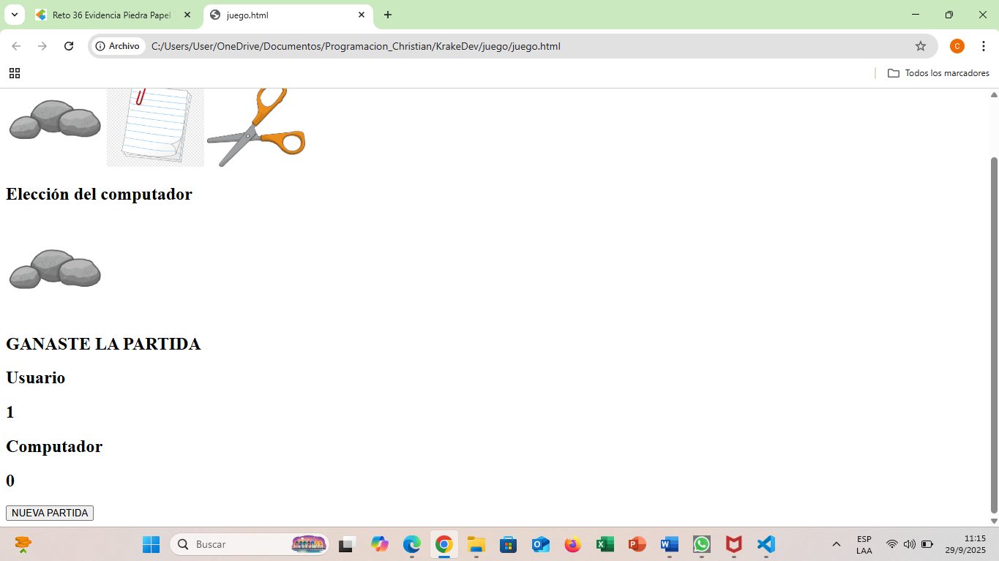 Reto 36 Evidencia Piedra Papel
juego.html
Archivo
C:/Users/User/OneDrive/Documentos/Programacion_Christian/KrakeDev/juego/juego.html
C
Todos los marcadores
Elección del computador
GANASTE LA PARTIDA
Usuario
1
Computador
0
NUEVA PARTIDA
Buscar
ESP
LAA
11:15
29/9/2025